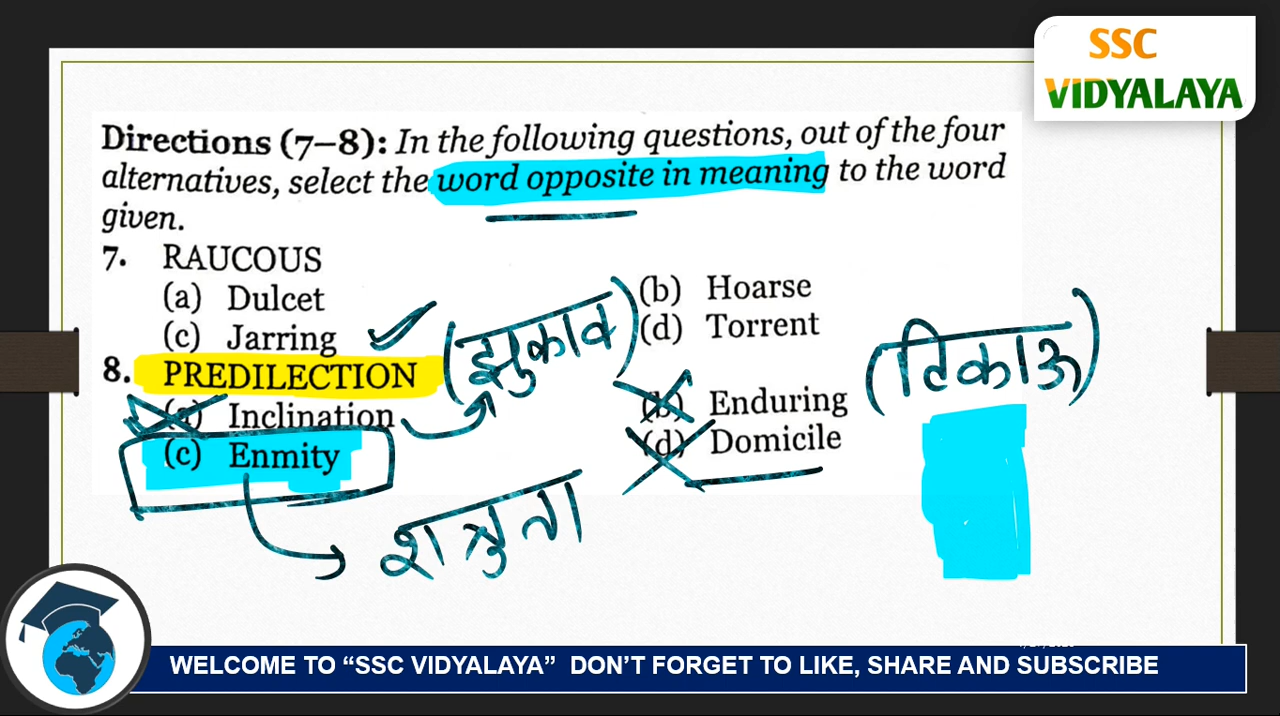 SSC
VIDYALAYA
Directions (7–8): In the following questions, out of the four
alternatives, select the word opposite in meaning to the word
given.
7. RAUCOUS
(a) Dulcet (b) Hoarse
(c) Jarring (d) Torrent
8. PREDILECTION (झुकाव) (टिकाऊ)
(a) Inclination (b) Enduring
(c) Enmity (d) Domicile
शत्रुता
WELCOME TO “SSC VIDYALAYA” DON’T FORGET TO LIKE, SHARE AND SUBSCRIBE